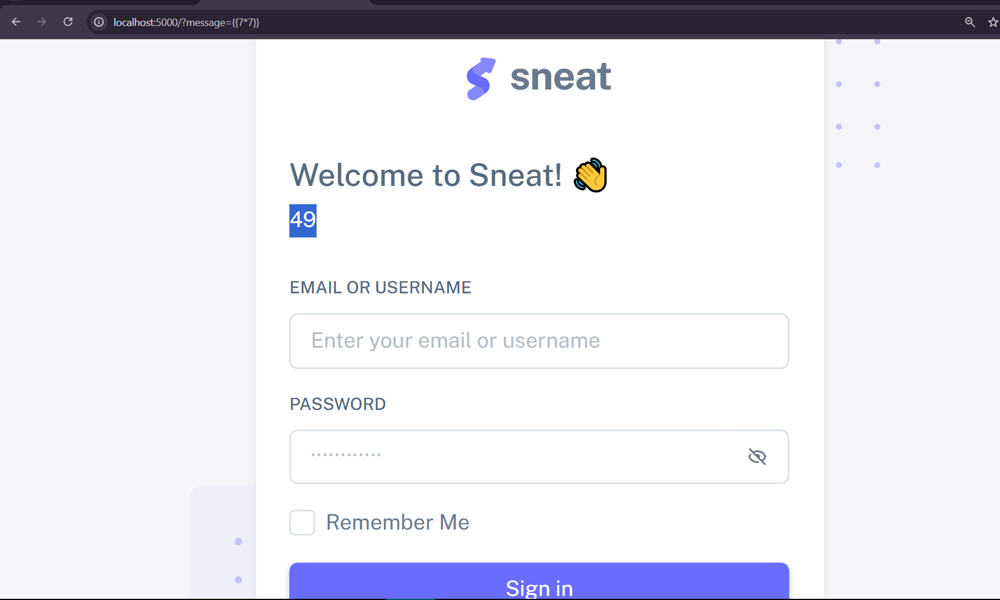 localhost:5000/?message={{7*7}}
sneat
Welcome to Sneat! 👋
49
EMAIL OR USERNAME
Enter your email or username
PASSWORD
············
Remember Me
Sign in